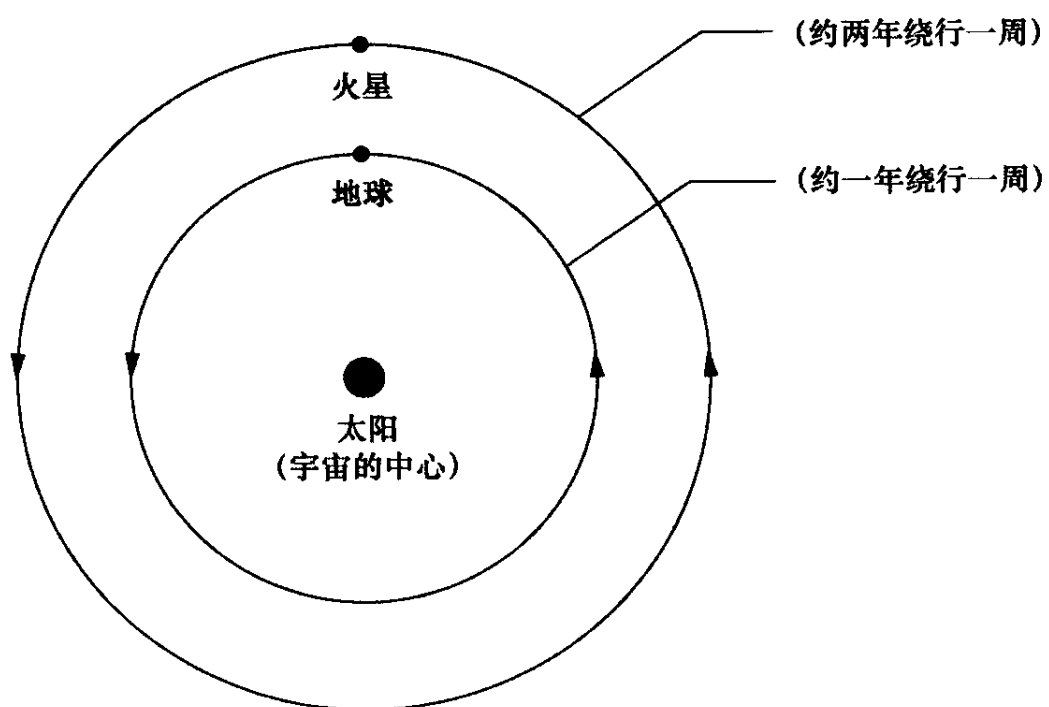 (约两年绕行一周)
火星
(约一年绕行一周)
地球
太阳
(宇宙的中心)